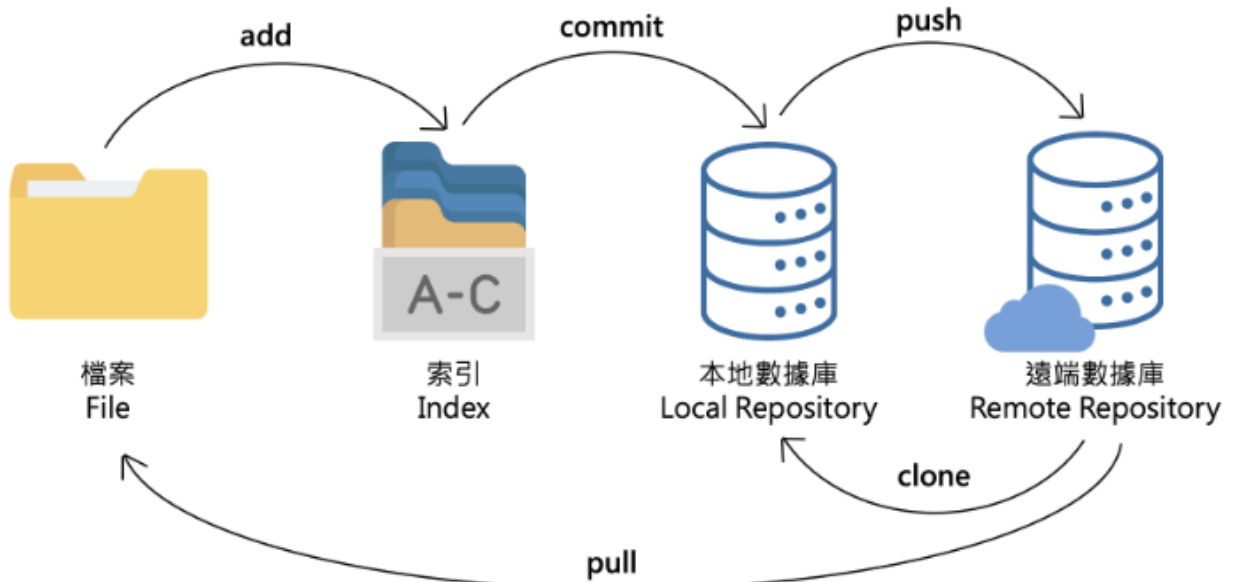 add
commit
push
A-C
檔案
File
索引
Index
本地數據庫
Local Repository
遠端數據庫
Remote Repository
clone
pull